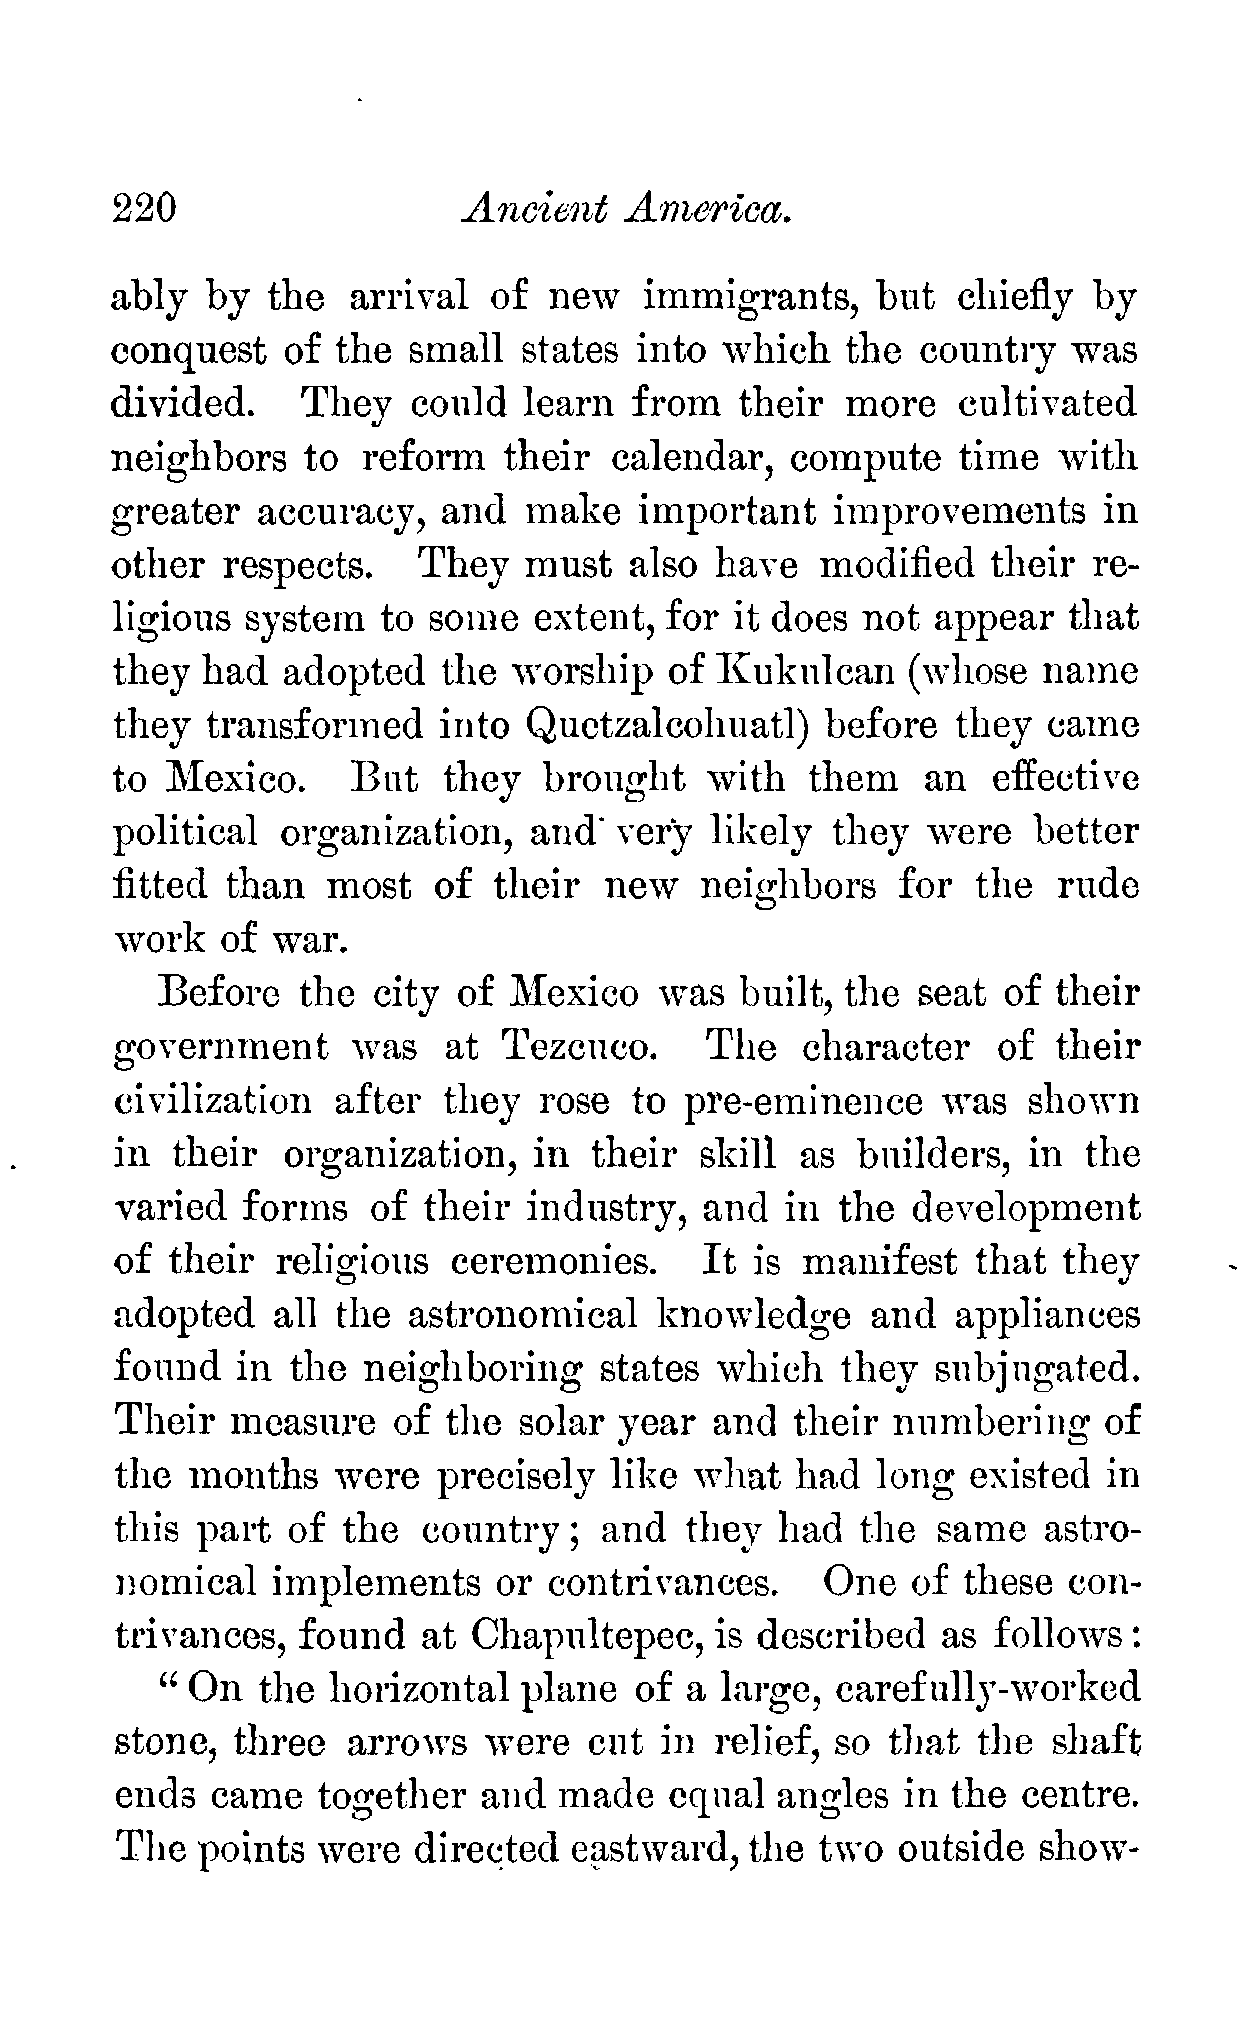 220 Ancient America.
ably by the arrival of new immigrants, but chiefly by
conquest of the small states into which the country was
divided. They could learn from their more cultivated
neighbors to reform their calendar, compute time with
greater accuracy, and make important improvements in
other respects. They must also have modified their re-
ligious system to some extent, for it does not appear that
they had adopted the worship of Kukulcan (whose name
they transformed into Quetzalcohuatl) before they came
to Mexico. But they brought with them an effective
political organization, and very likely they were better
fitted than most of their new neighbors for the rude
work of war.
Before the city of Mexico was built, the seat of their
government was at Tezcuco. The character of their
civilization after they rose to pre-eminence was shown
in their organization, in their skill as builders, in the
varied forms of their industry, and in the development
of their religious ceremonies. It is manifest that they
adopted all the astronomical knowledge and appliances
found in the neighboring states which they subjugated.
Their measure of the solar year and their numbering of
the months were precisely like what had long existed in
this part of the country; and they had the same astro-
nomical implements or contrivances. One of these con-
trivances, found at Chapultepec, is described as follows:
“On the horizontal plane of a large, carefully-worked
stone, three arrows were cut in relief, so that the shaft
ends came together and made equal angles in the centre.
The points were directed eastward, the two outside show-